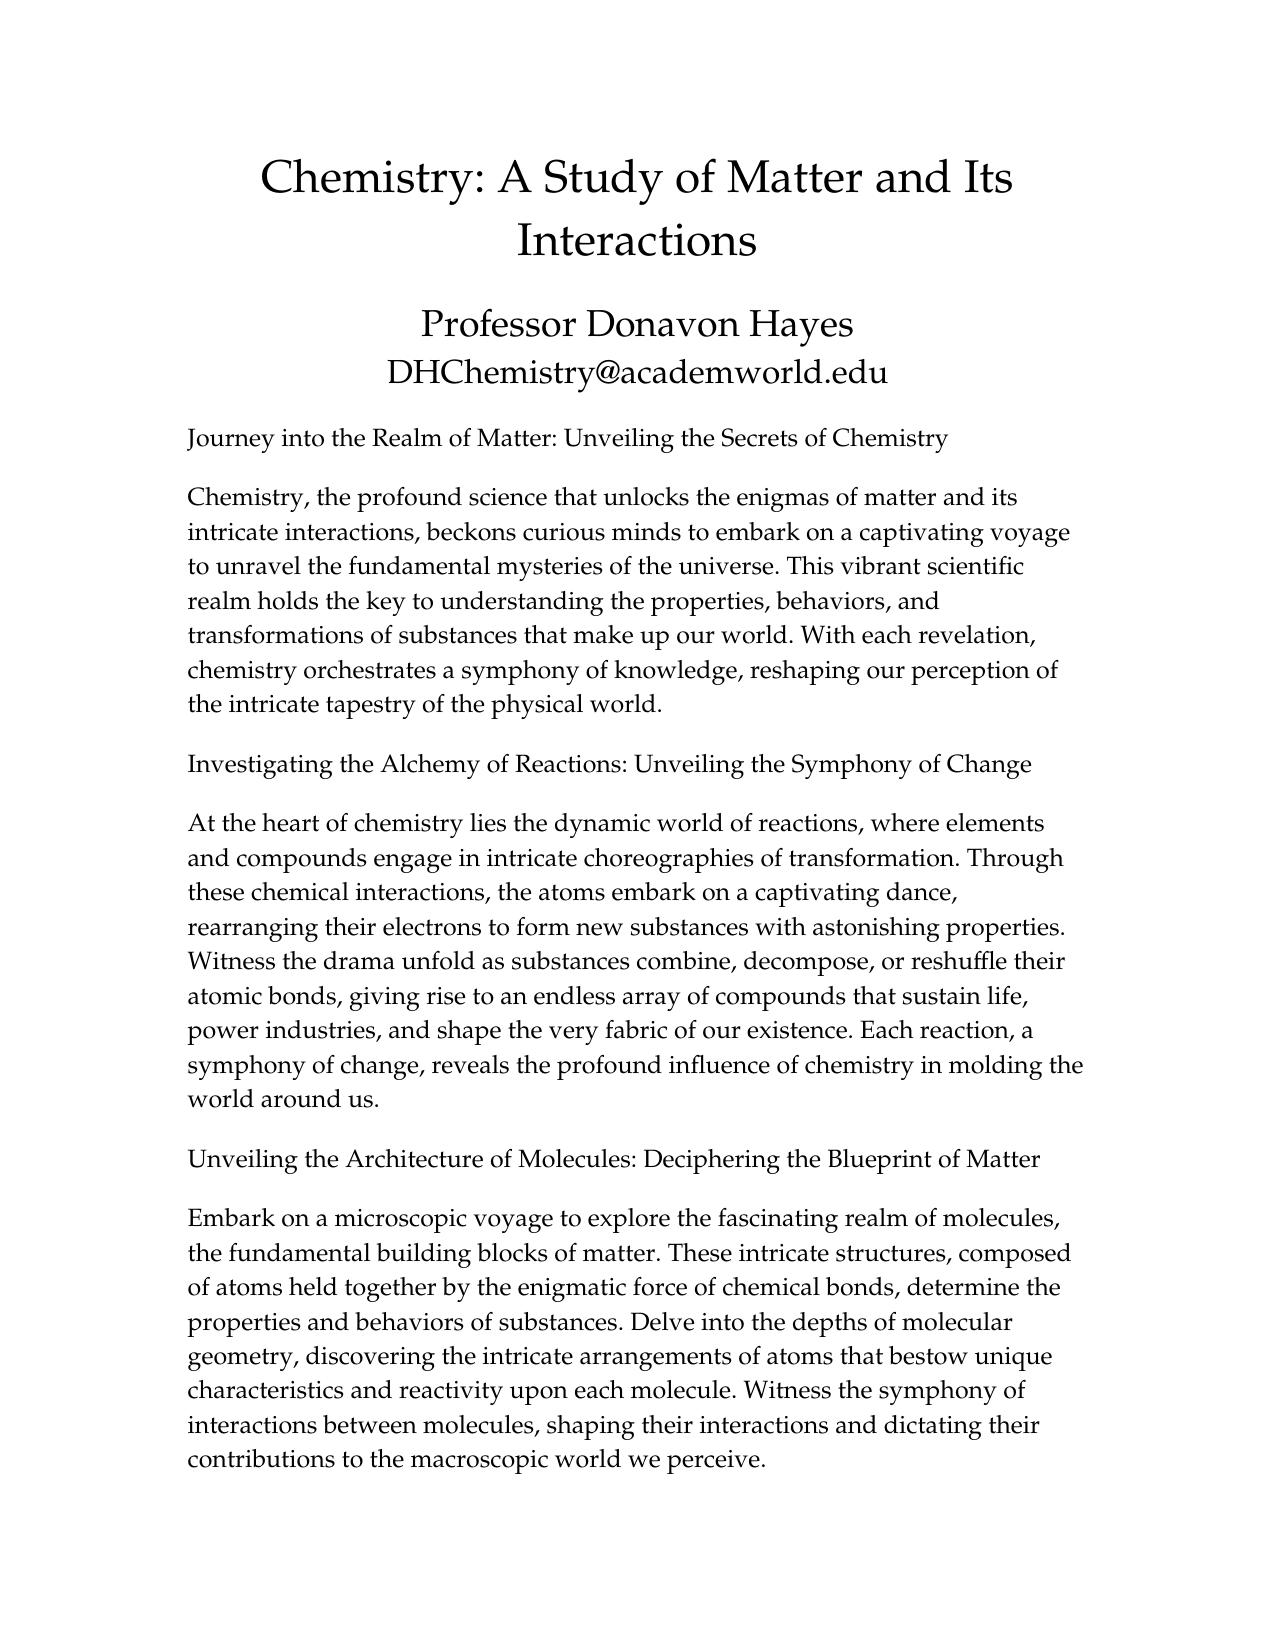 Chemistry: A Study of Matter and Its
Interactions
Professor Donavon Hayes
DHChemistry@academworld.edu
Journey into the Realm of Matter: Unveiling the Secrets of Chemistry
Chemistry, the profound science that unlocks the enigmas of matter and its
intricate interactions, beckons curious minds to embark on a captivating voyage
to unravel the fundamental mysteries of the universe. This vibrant scientific
realm holds the key to understanding the properties, behaviors, and
transformations of substances that make up our world. With each revelation,
chemistry orchestrates a symphony of knowledge, reshaping our perception of
the intricate tapestry of the physical world.
Investigating the Alchemy of Reactions: Unveiling the Symphony of Change
At the heart of chemistry lies the dynamic world of reactions, where elements
and compounds engage in intricate choreographies of transformation. Through
these chemical interactions, the atoms embark on a captivating dance,
rearranging their electrons to form new substances with astonishing properties.
Witness the drama unfold as substances combine, decompose, or reshuffle their
atomic bonds, giving rise to an endless array of compounds that sustain life,
power industries, and shape the very fabric of our existence. Each reaction, a
symphony of change, reveals the profound influence of chemistry in molding the
world around us.
Unveiling the Architecture of Molecules: Deciphering the Blueprint of Matter
Embark on a microscopic voyage to explore the fascinating realm of molecules,
the fundamental building blocks of matter. These intricate structures, composed
of atoms held together by the enigmatic force of chemical bonds, determine the
properties and behaviors of substances. Delve into the depths of molecular
geometry, discovering the intricate arrangements of atoms that bestow unique
characteristics and reactivity upon each molecule. Witness the symphony of
interactions between molecules, shaping their interactions and dictating their
contributions to the macroscopic world we perceive.